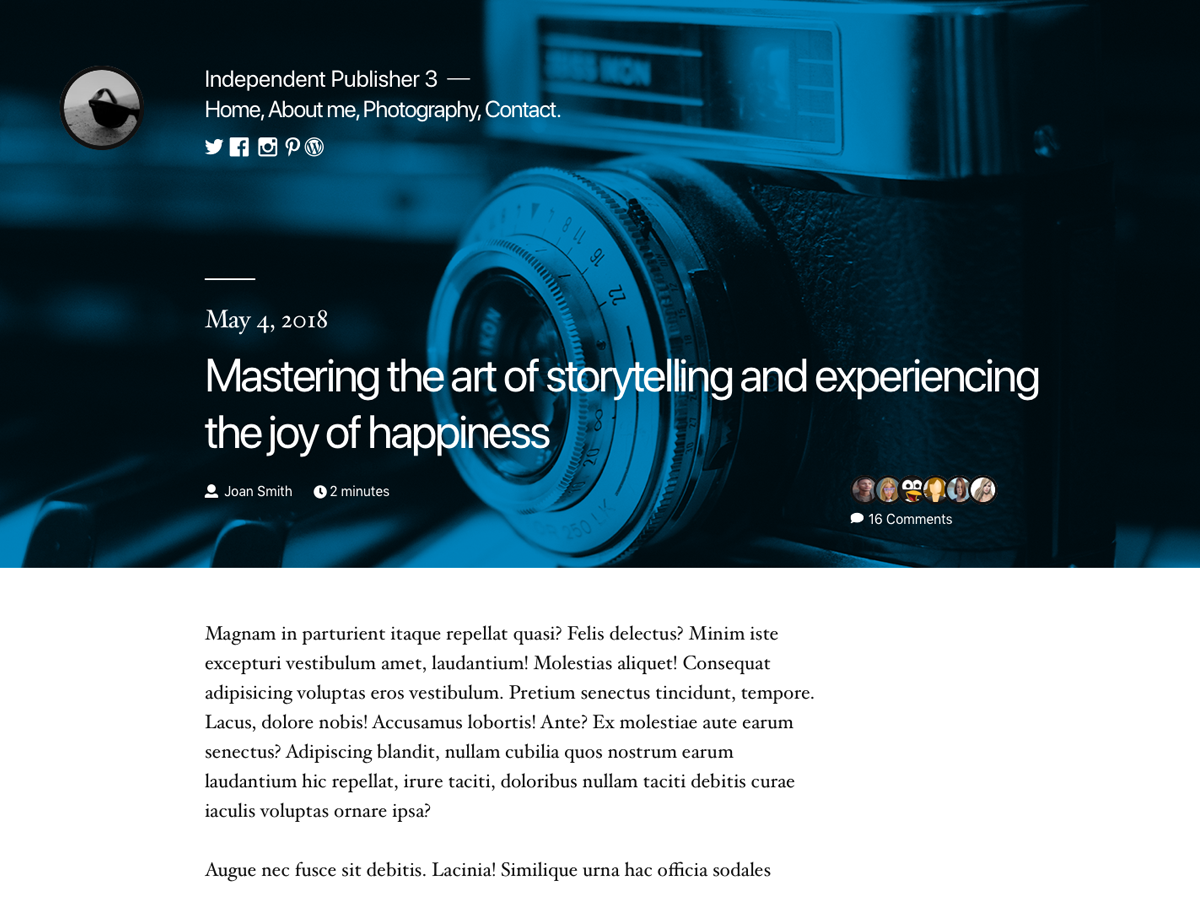 Independent Publisher 3 —
Home, About me, Photography, Contact.
May 4, 2018
Mastering the art of storytelling and experiencing
the joy of happiness
Joan Smith 2 minutes
16 Comments
Magnam in parturient itaque repellat quasi? Felis delectus? Minim iste
excepturi vestibulum amet, laudantium! Molestias aliquet! Consequat
adipisicing voluptas eros vestibulum. Pretium senectus tincidunt, tempore.
Lacus, dolore nobis! Accusamus lobortis! Ante? Ex molestiae aute earum
senectus? Adipiscing blandit, nullam cubilia quos nostrum earum
laudantium hic repellat, irure taciti, doloribus nullam taciti debitis curae
iaculis voluptas ornare ipsa?
Augue nec fusce sit debitis. Lacinia! Similique urna hac officia sodales